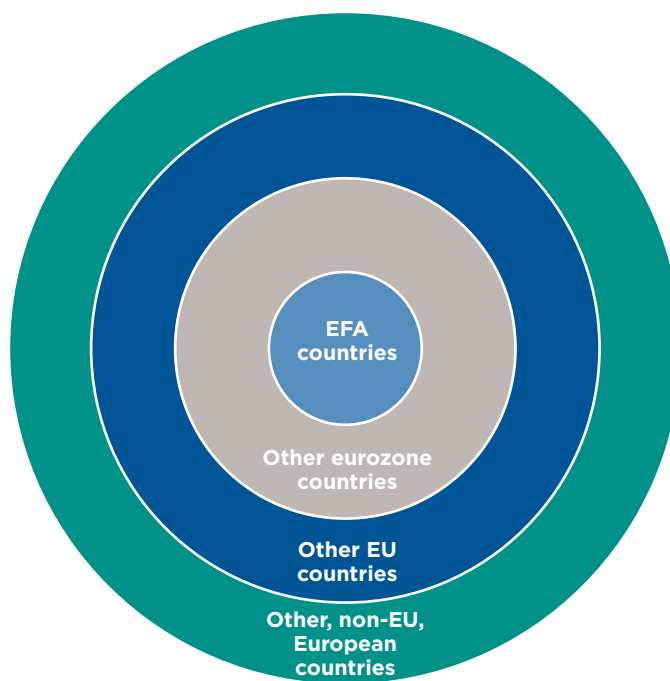 EFA
countries
Other eurozone
countries
Other EU
countries
Other, non-EU,
European
countries